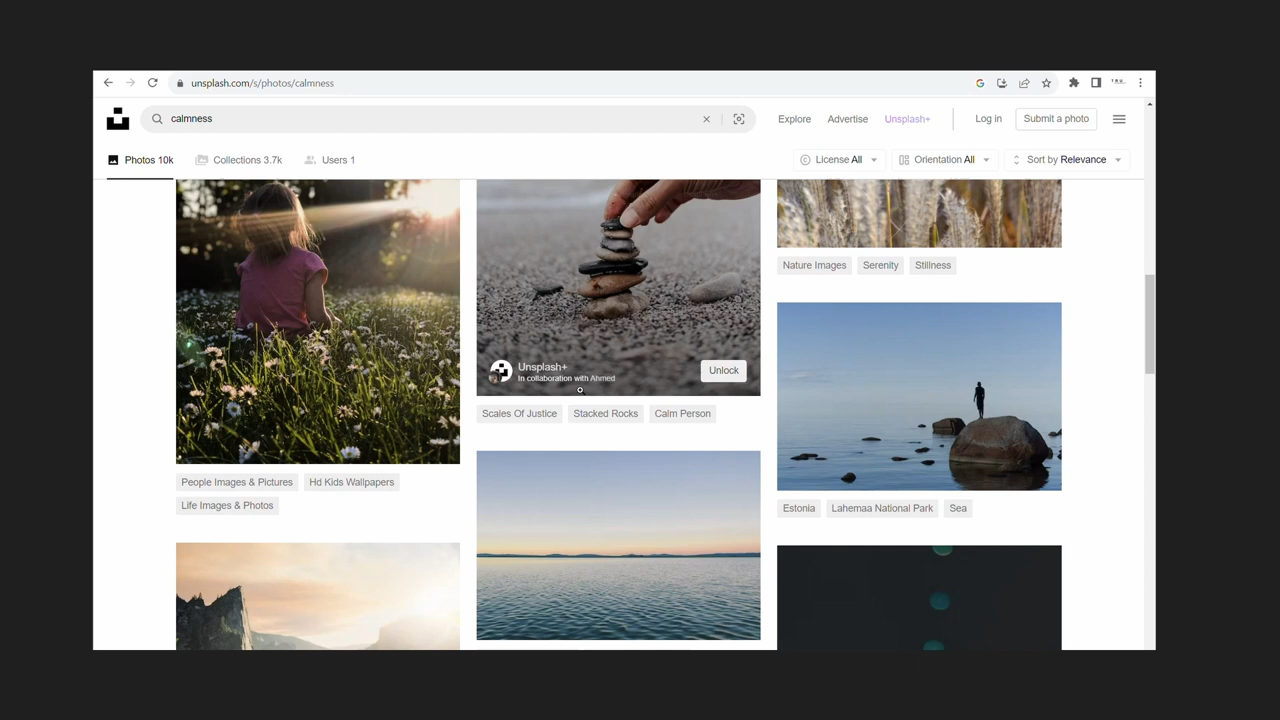 unsplash.com/s/photos/calmness
calmness
Explore
Advertise
Unsplash+
Log in
Submit a photo
Photos 10k
Collections 3.7k
Users 1
License All
Orientation All
Sort by Relevance
Unsplash+
In collaboration with Ahmed
Unlock
Nature Images
Serenity
Stillness
Scales Of Justice
Stacked Rocks
Calm Person
People Images & Pictures
Hd Kids Wallpapers
Life Images & Photos
Estonia
Lahemaa National Park
Sea